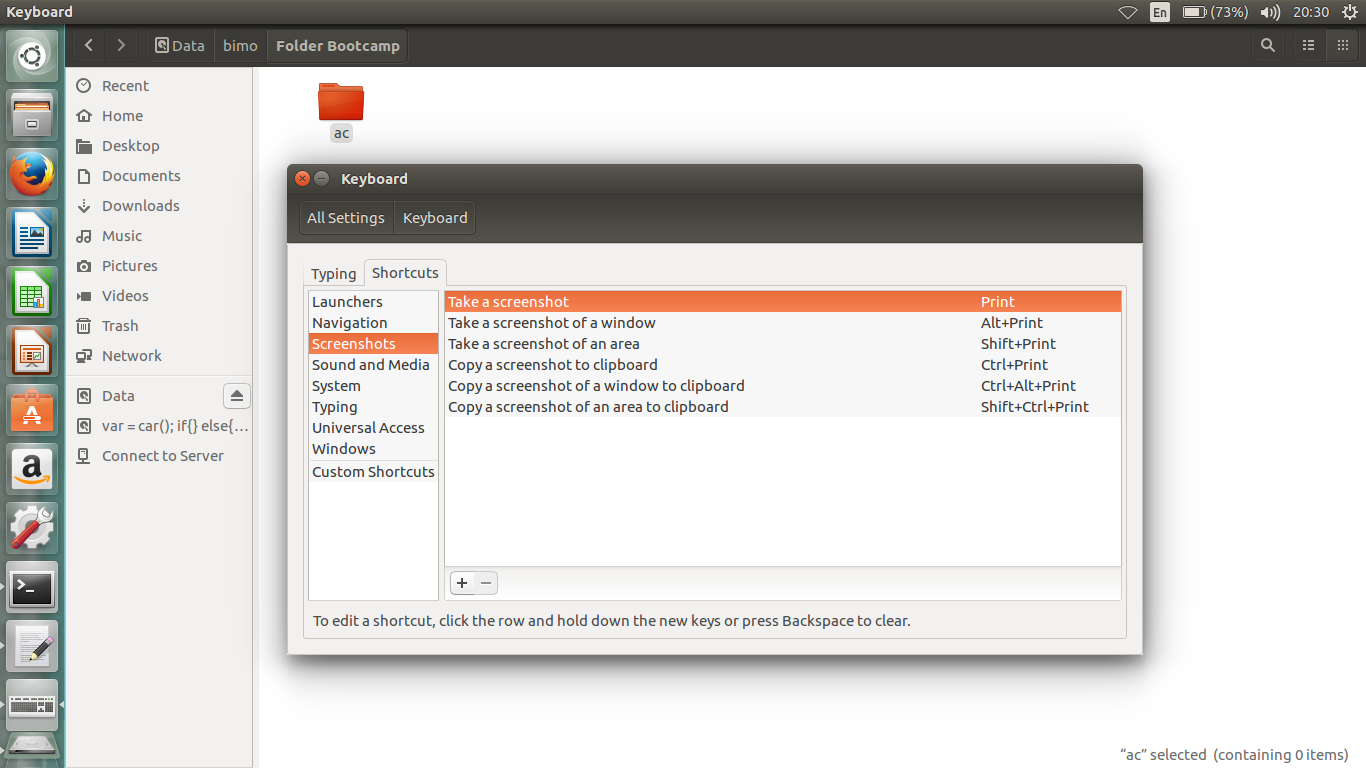 Keyboard
En
(73%)
20:30
Data
bimo
Folder Bootcamp
Recent
Home
Desktop
Documents
Downloads
Music
Pictures
Videos
Trash
Network
Data
var = car(); if{} else{...
Connect to Server
ac
Keyboard
All Settings
Keyboard
Typing
Shortcuts
Launchers
Navigation
Screenshots
Sound and Media
System
Typing
Universal Access
Windows
Custom Shortcuts
Take a screenshot Print
Take a screenshot of a window Alt+Print
Take a screenshot of an area Shift+Print
Copy a screenshot to clipboard Ctrl+Print
Copy a screenshot of a window to clipboard Ctrl+Alt+Print
Copy a screenshot of an area to clipboard Shift+Ctrl+Print
To edit a shortcut, click the row and hold down the new keys or press Backspace to clear.
“ac” selected (containing 0 items)